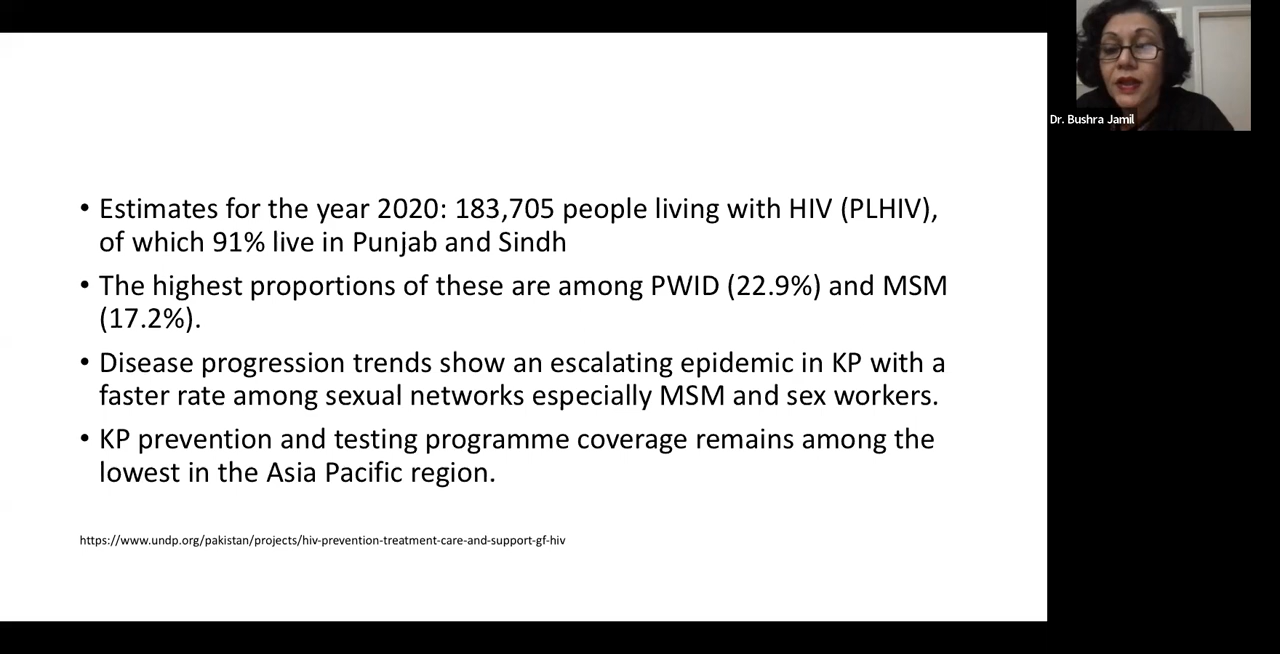 • Estimates for the year 2020: 183,705 people living with HIV (PLHIV),
of which 91% live in Punjab and Sindh
• The highest proportions of these are among PWID (22.9%) and MSM
(17.2%).
• Disease progression trends show an escalating epidemic in KP with a
faster rate among sexual networks especially MSM and sex workers.
• KP prevention and testing programme coverage remains among the
lowest in the Asia Pacific region.
https://www.undp.org/pakistan/projects/hiv-prevention-treatment-care-and-support-gf-hiv
Dr. Bushra Jamil